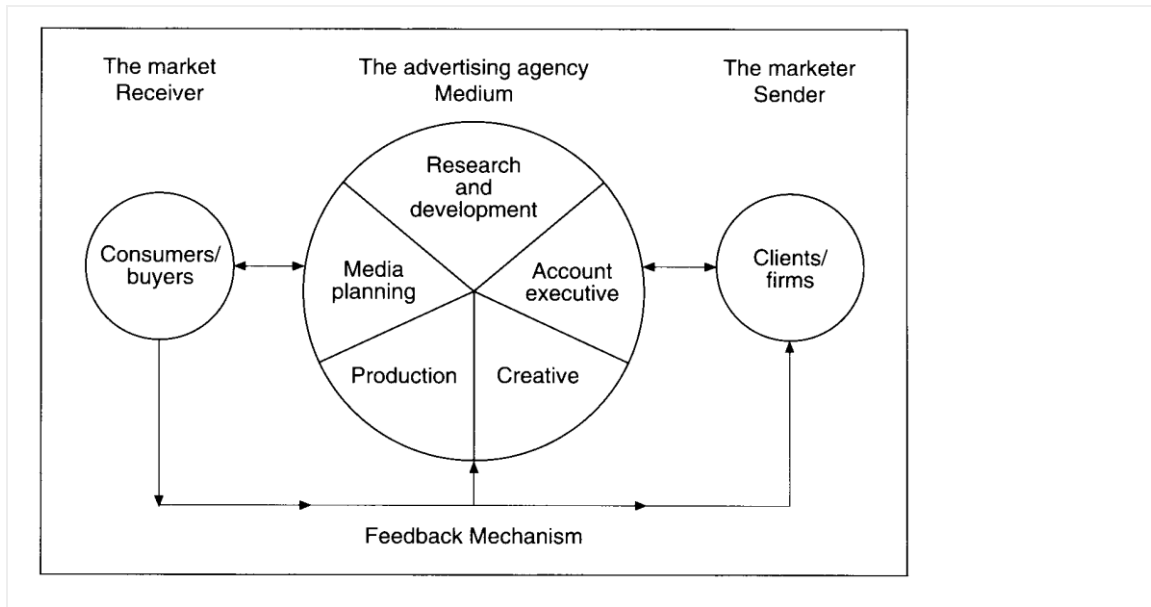 The market
Receiver
The advertising agency
Medium
The marketer
Sender
Research
and
development
Consumers/
buyers
Media
planning
Account
executive
Clients/
firms
Production
Creative
Feedback Mechanism